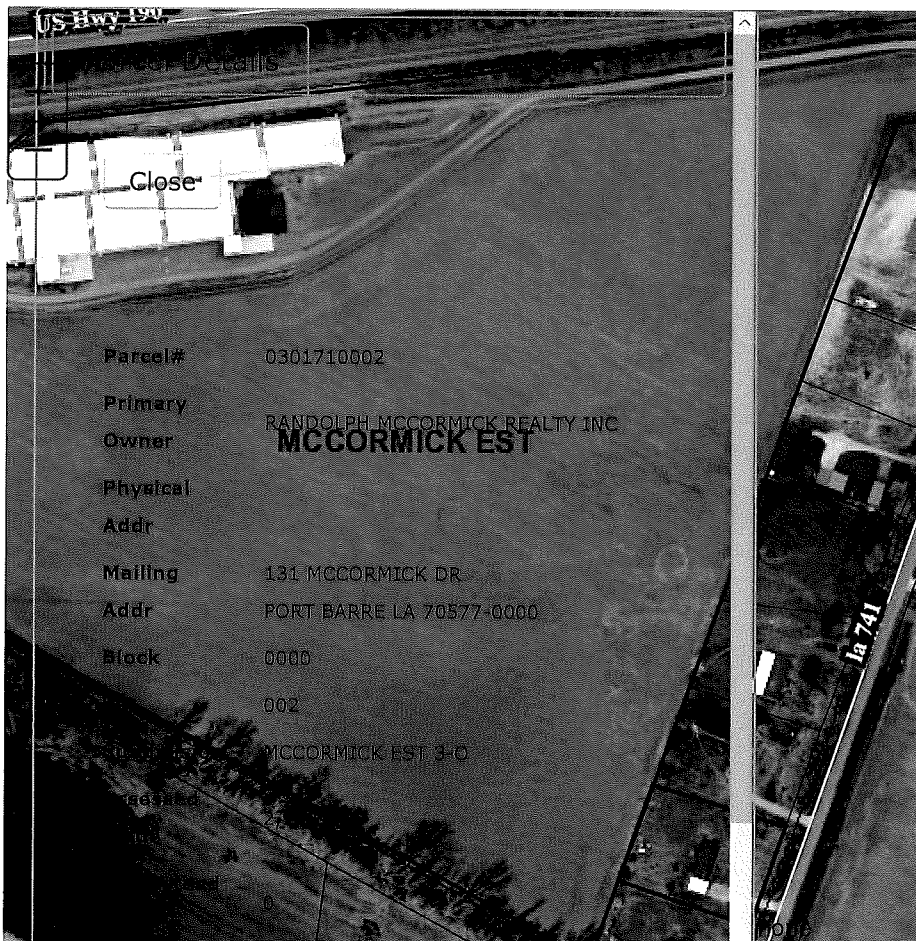 US Hwy 190
Parcel Details
Close
Parcel# 0301710002
Primary Owner RANDOLPH MCCORMICK REALTY INC
MCCORMICK EST
Physical Addr
Mailing Addr 131 MCCORMICK DR
PORT BARRE LA 70577-0000
Block 0000
002
MCCORMICK EST 3-O
Assessed
0
la 741